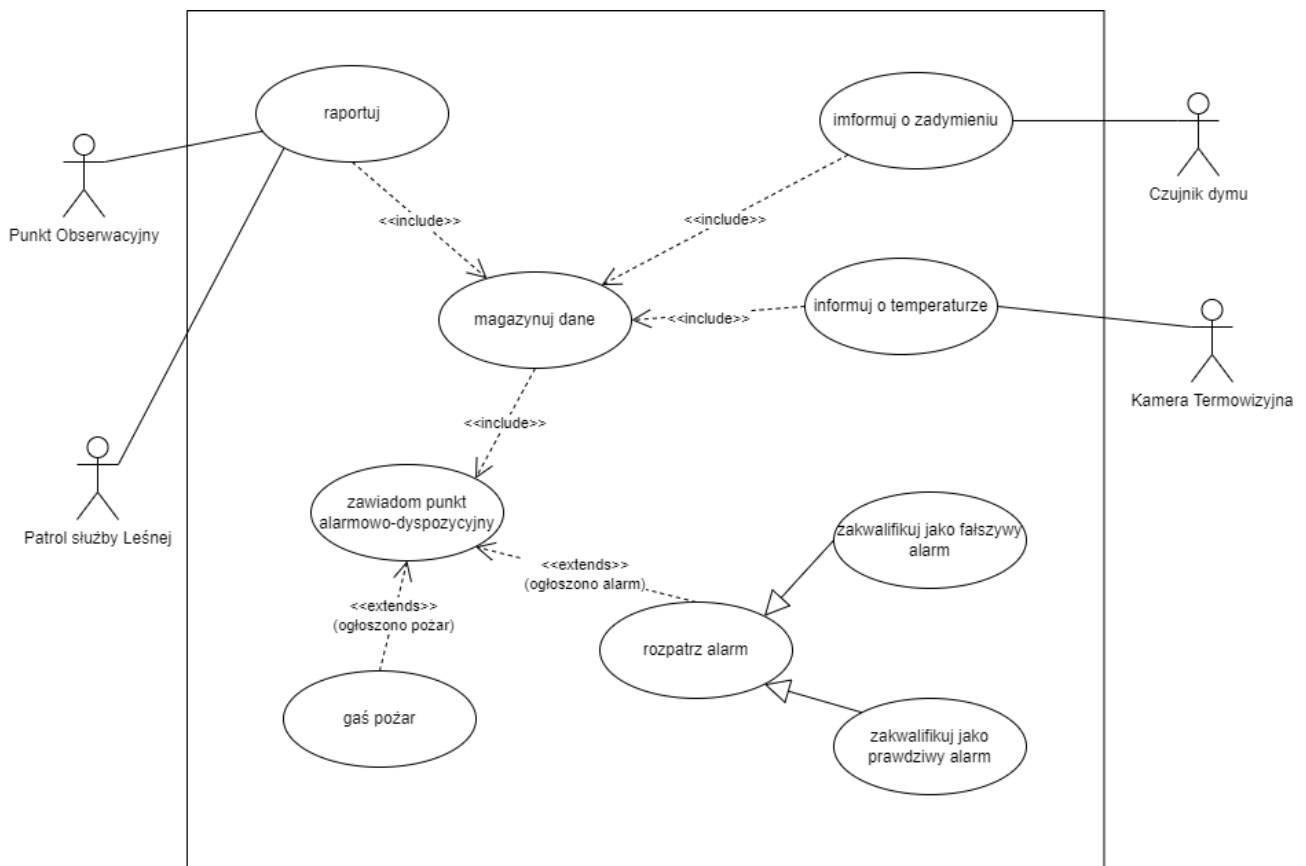 raportuj
imformuj o zadymieniu
Czujnik dymu
Punkt Obserwacyjny
<<include>>
<<include>>
magazynuj dane
<<include>>
informuj o temperaturze
Kamera Termowizyjna
<<include>>
Patrol służby Leśnej
zawiadom punkt
alarmowo-dyspozycyjny
zakwalifikuj jako fałszywy
alarm
<<extends>>
(ogłoszono alarm)
<<extends>>
(ogłoszono pożar)
rozpatrz alarm
gaś pożar
zakwalifikuj jako
prawdziwy alarm